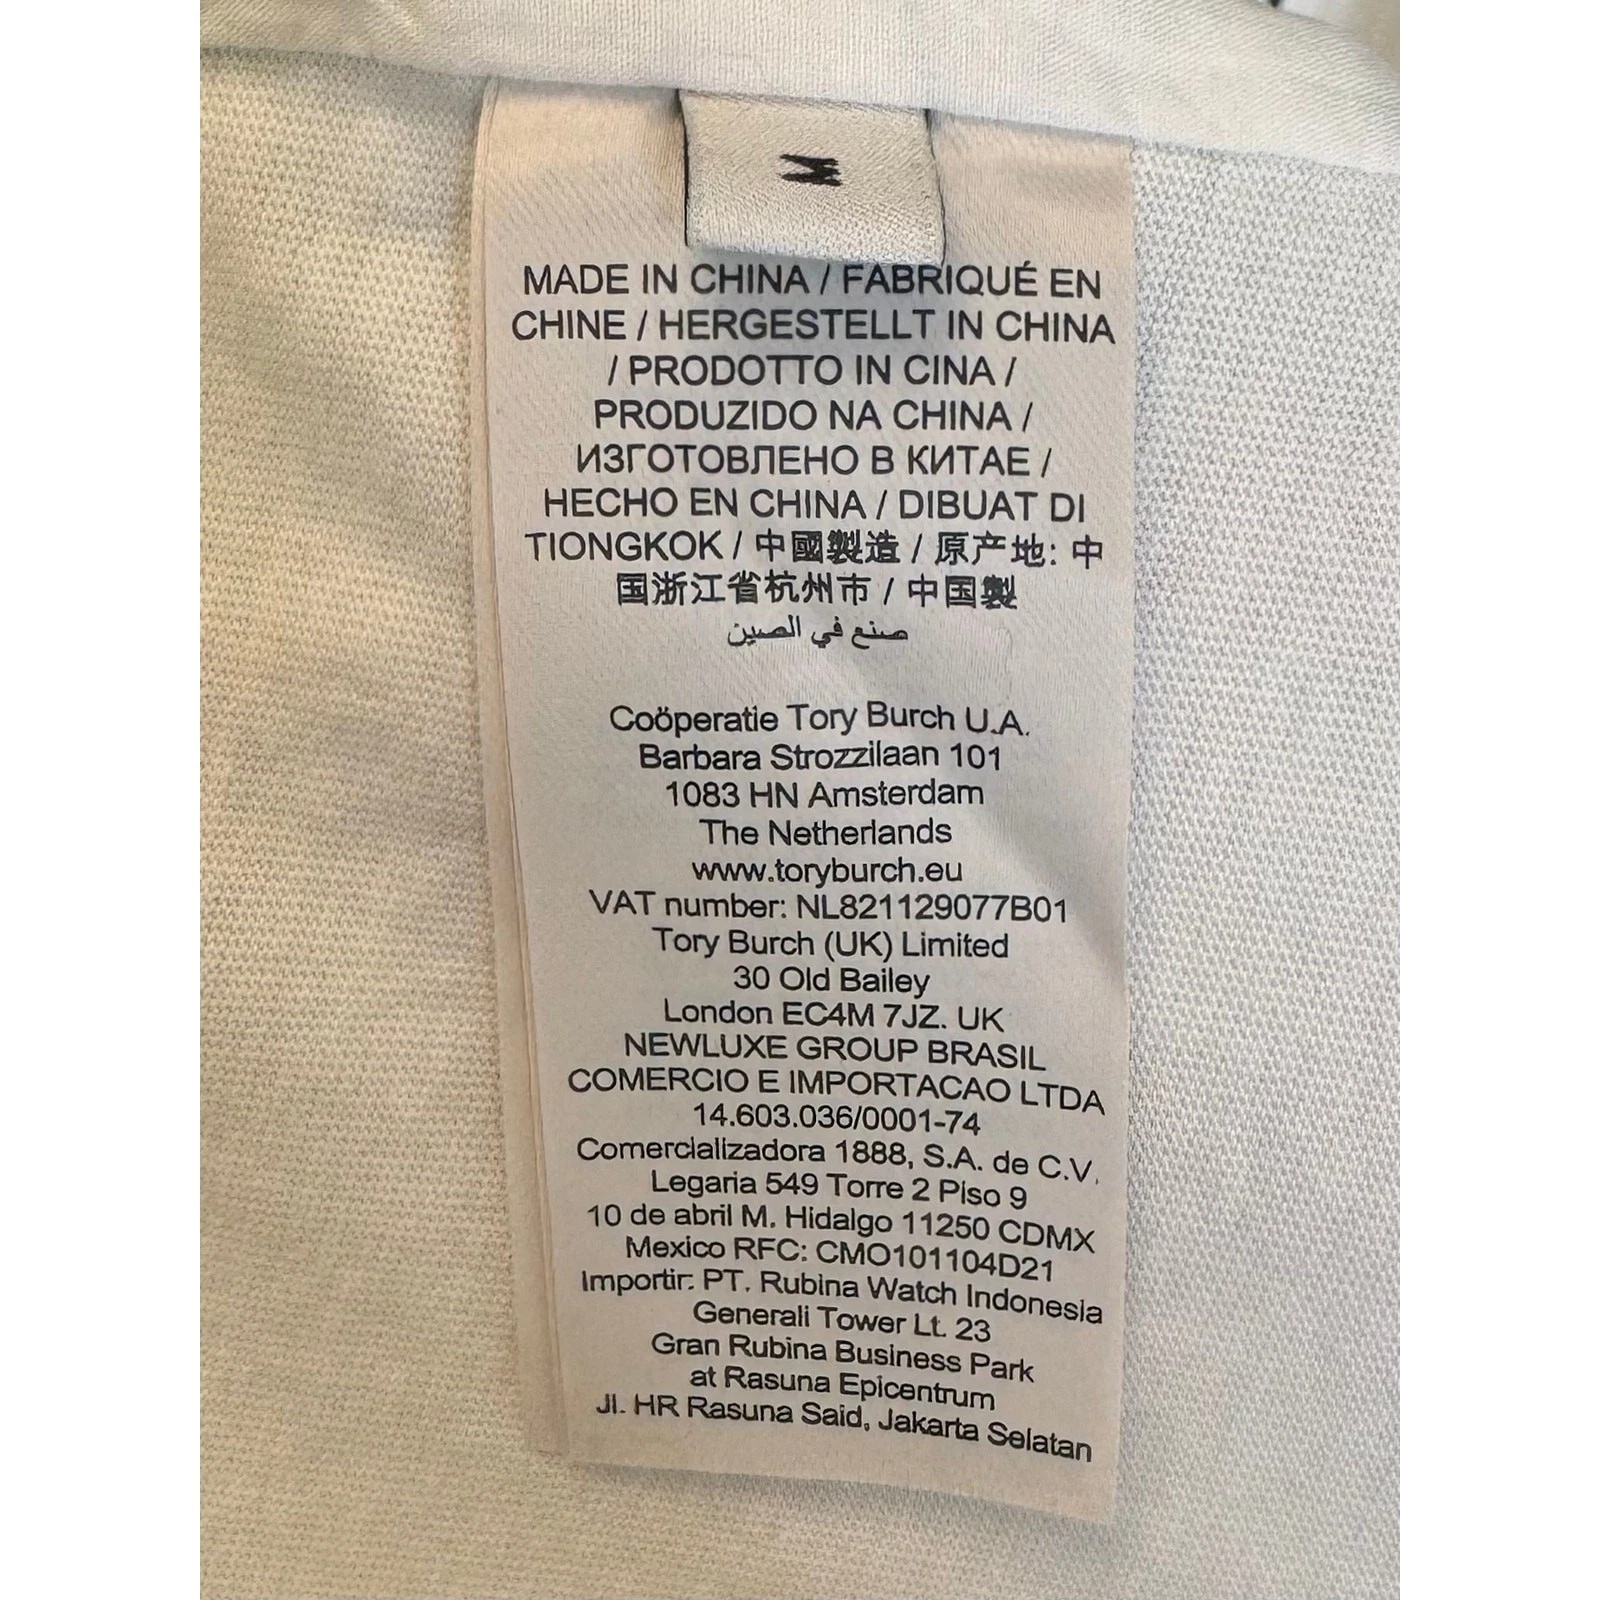 M
MADE IN CHINA / FABRIQUÉ EN
CHINE / HERGESTELLT IN CHINA
/ PRODOTTO IN CINA /
PRODUZIDO NA CHINA /
ИЗГОТОВЛЕНО В КИТАЕ /
HECHO EN CHINA / DIBUAT DI
TIONGKOK / 中國製造 / 原产地: 中
国浙江省杭州市 / 中国製
صنع في الصين
Coöperatie Tory Burch U.A.
Barbara Strozzilaan 101
1083 HN Amsterdam
The Netherlands
www.toryburch.eu
VAT number: NL821129077B01
Tory Burch (UK) Limited
30 Old Bailey
London EC4M 7JZ. UK
NEWLUXE GROUP BRASIL
COMERCIO E IMPORTACAO LTDA
14.603.036/0001-74
Comercializadora 1888, S.A. de C.V.
Legaria 549 Torre 2 Piso 9
10 de abril M. Hidalgo 11250 CDMX
Mexico RFC: CMO101104D21
Importir: PT. Rubina Watch Indonesia
Generali Tower Lt. 23
Gran Rubina Business Park
at Rasuna Epicentrum
Jl. HR Rasuna Said, Jakarta Selatan